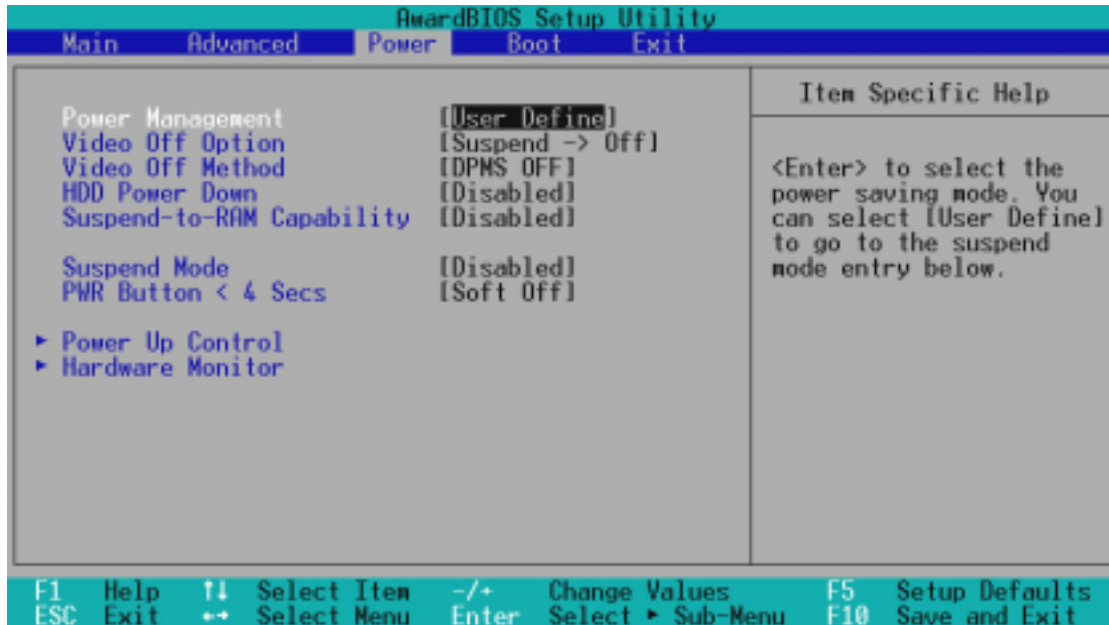 AwardBIOS Setup Utility
Main Advanced Power Boot Exit
Power Management [User Define]
Video Off Option [Suspend -> Off]
Video Off Method [DPMS OFF]
HDD Power Down [Disabled]
Suspend-to-RAM Capability [Disabled]
Suspend Mode [Disabled]
PWR Button < 4 Secs [Soft Off]
► Power Up Control
► Hardware Monitor
Item Specific Help
<Enter> to select the
power saving mode. You
can select [User Define]
to go to the suspend
mode entry below.
F1 Help ↑↓ Select Item -/+ Change Values F5 Setup Defaults
ESC Exit ←→ Select Menu Enter Select ► Sub-Menu F10 Save and Exit